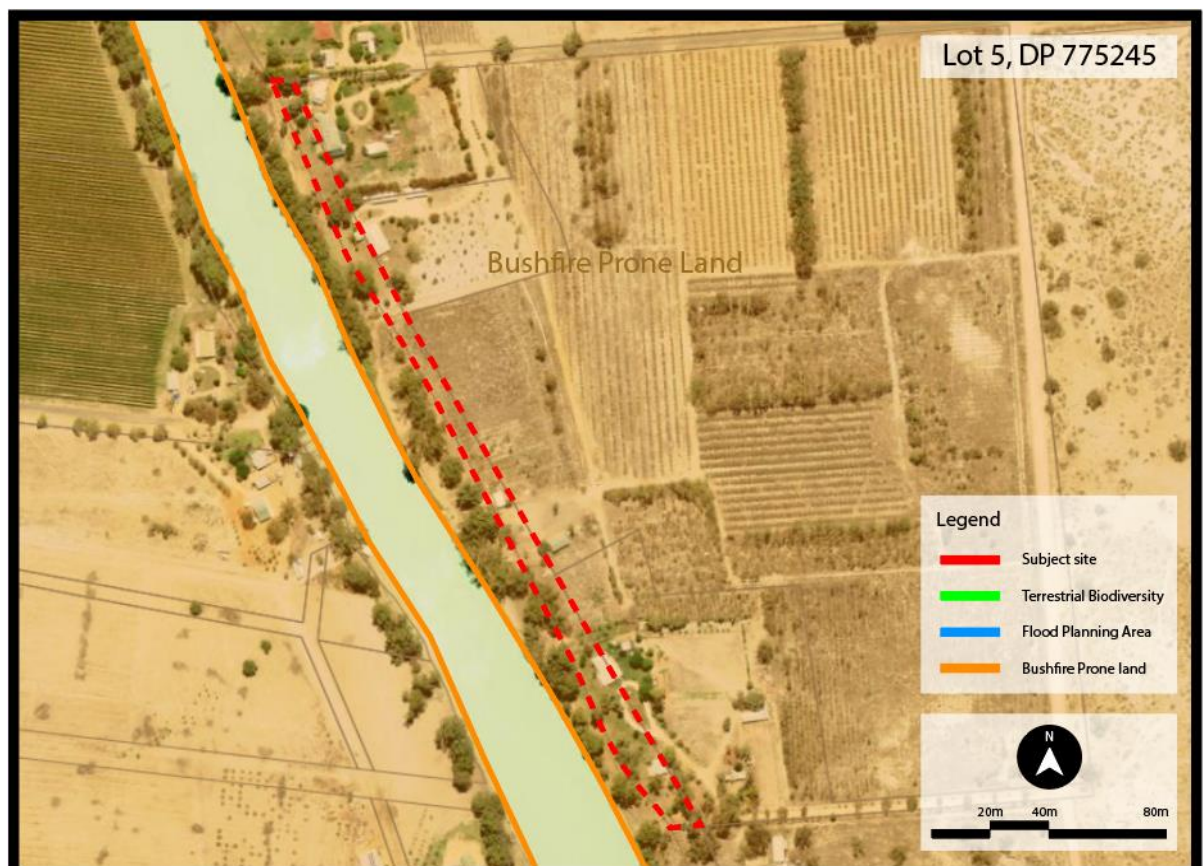 Lot 5, DP 775245
Bushfire Prone Land
Legend
Subject site
Terrestrial Biodiversity
Flood Planning Area
Bushfire Prone land
N
20m 40m 80m